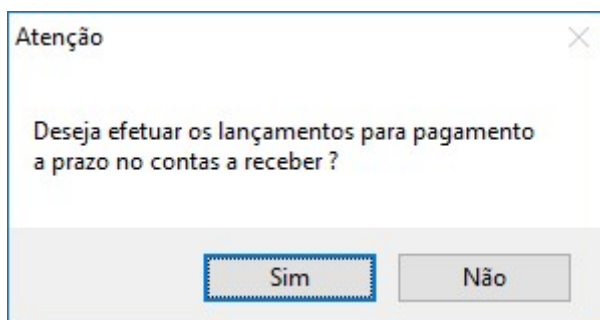 Atenção
Deseja efetuar os lançamentos para pagamento
a prazo no contas a receber ?
Sim
Não